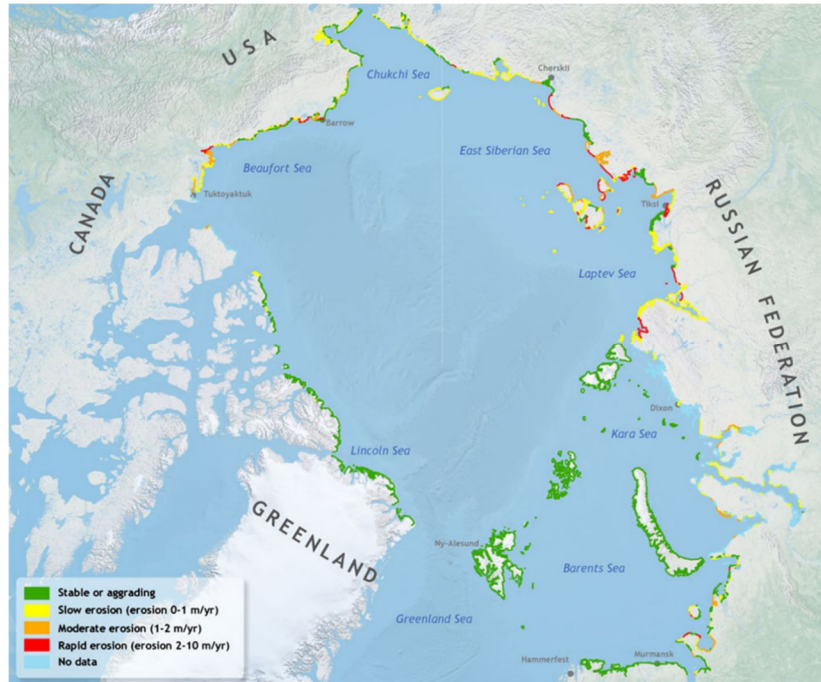 USA
Chukchi Sea
Cherskii
Barrow
East Siberian Sea
Beaufort Sea
CANADA
Tuktoyaktuk
Tiksi
RUSSIAN FEDERATION
Laptev Sea
Dixon
Kara Sea
Lincoln Sea
GREENLAND
Ny-Alesund
Barents Sea
Greenland Sea
Hammerfest
Murmansk
Stable or aggrading
Slow erosion (erosion 0-1 m/yr)
Moderate erosion (1-2 m/yr)
Rapid erosion (erosion 2-10 m/yr)
No data